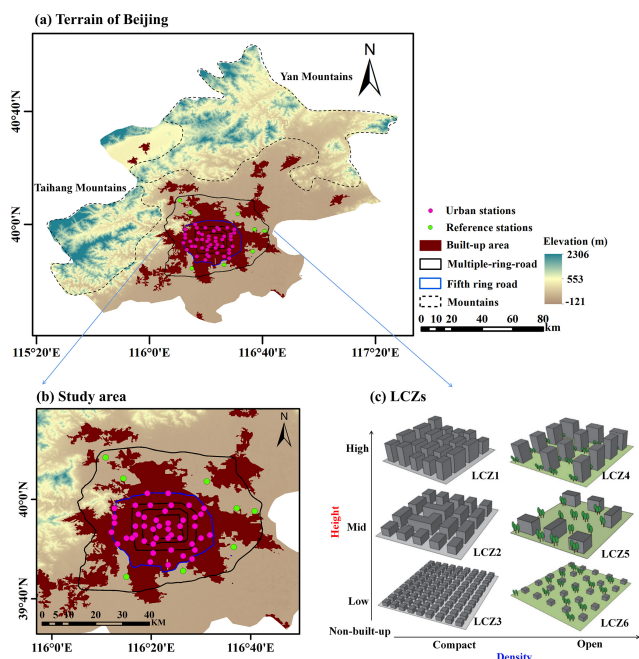 (a) Terrain of Beijing
N
Yan Mountains
40°40'N
Taihang Mountains
40°0'N
Urban stations
Reference stations
Built-up area
Multiple-ring-road
Fifth ring road
Mountains
Elevation (m)
2306
553
-121
0 10 20 40 60 80
km
115°20'E 116°0'E 116°40'E 117°20'E
(b) Study area
N
40°0'N
39°40'N
0 5 10 20 30 40
KM
116°0'E 116°20'E 116°40'E
(c) LCZs
High
LCZ1
LCZ4
Height
Mid
LCZ2
LCZ5
Low
LCZ3
LCZ6
Non-built-up
Compact
Open
Density